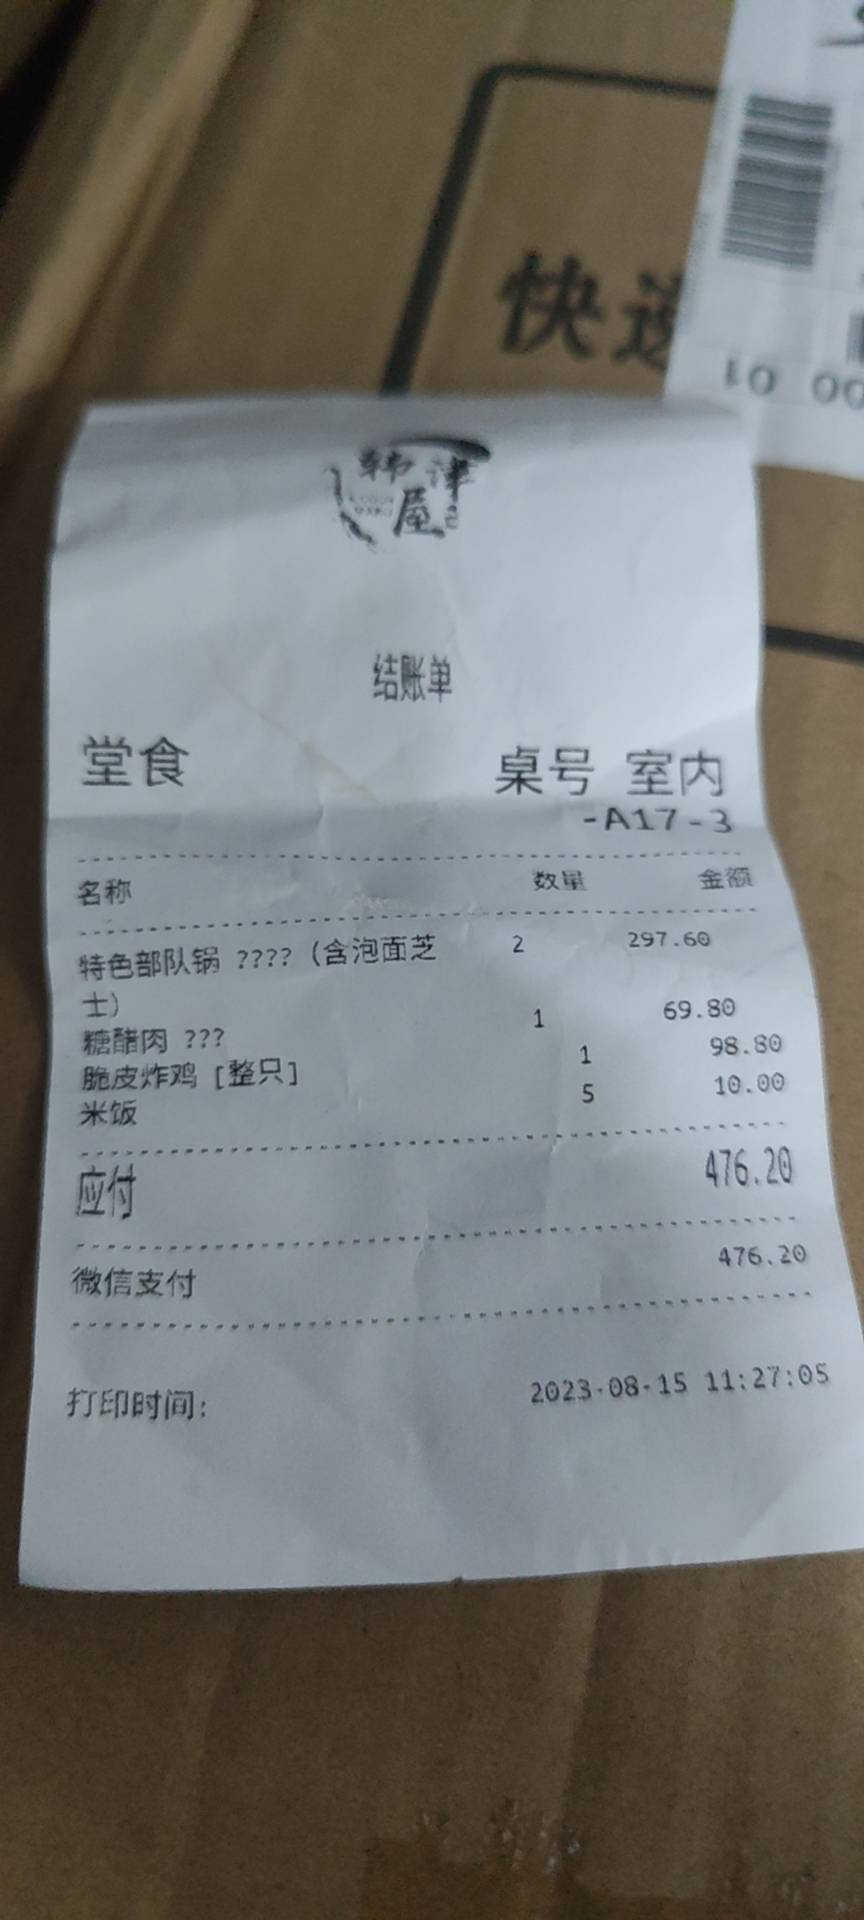 快
00 01
韩津
屋
结账单
堂食 桌号 室内
-A17-3
名称 数量 金额
特色部队锅 ???? (含泡面芝 2 297.60
士)
糖醋肉 ??? 1 69.80
脆皮炸鸡 [整只] 1 98.80
米饭 5 10.00
应付 476.20
微信支付 476.20
打印时间: 2023-08-15 11:27:05